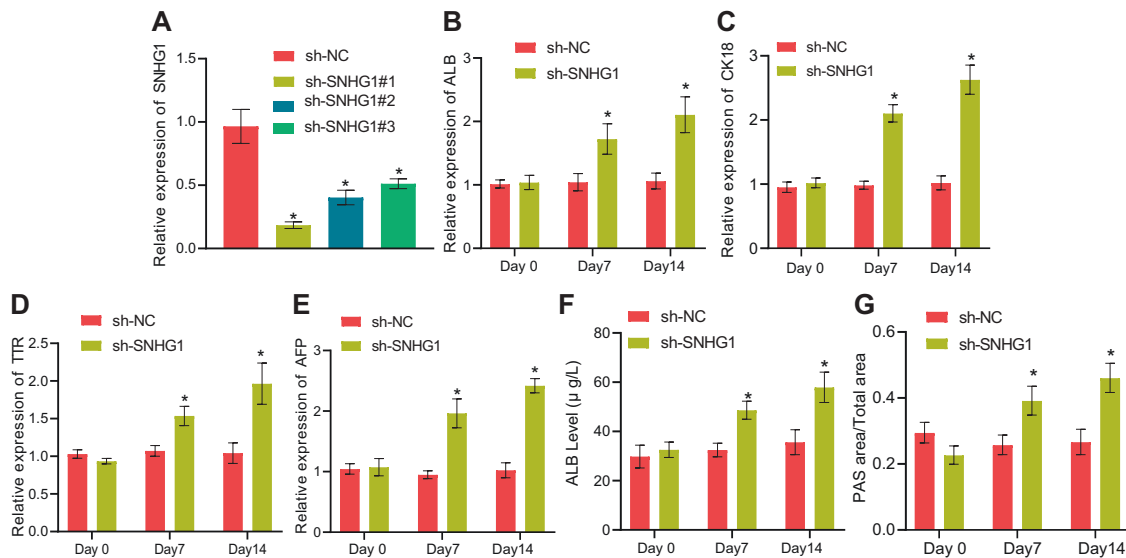 A
Relative expression of SNHG1
1.5
1.0
0.5
0.0
sh-NC
sh-SNHG1#1
sh-SNHG1#2
sh-SNHG1#3
*
*
*
B
Relative expression of ALB
3
2
1
0
sh-NC
sh-SNHG1
*
*
Day 0
Day7
Day14
C
Relative expression of CK18
3
2
1
0
sh-NC
sh-SNHG1
*
*
Day 0
Day7
Day14
D
Relative expression of TTR
2.5
2.0
1.5
1.0
0.5
0.0
sh-NC
sh-SNHG1
*
*
Day 0
Day7
Day14
E
Relative expression of AFP
3
2
1
0
sh-NC
sh-SNHG1
*
*
Day 0
Day7
Day14
F
ALB Level (μ g/L)
80
60
40
20
0
sh-NC
sh-SNHG1
*
*
Day 0
Day7
Day14
G
PAS area/Total area
0.6
0.4
0.2
0.0
sh-NC
sh-SNHG1
*
*
Day 0
Day7
Day14